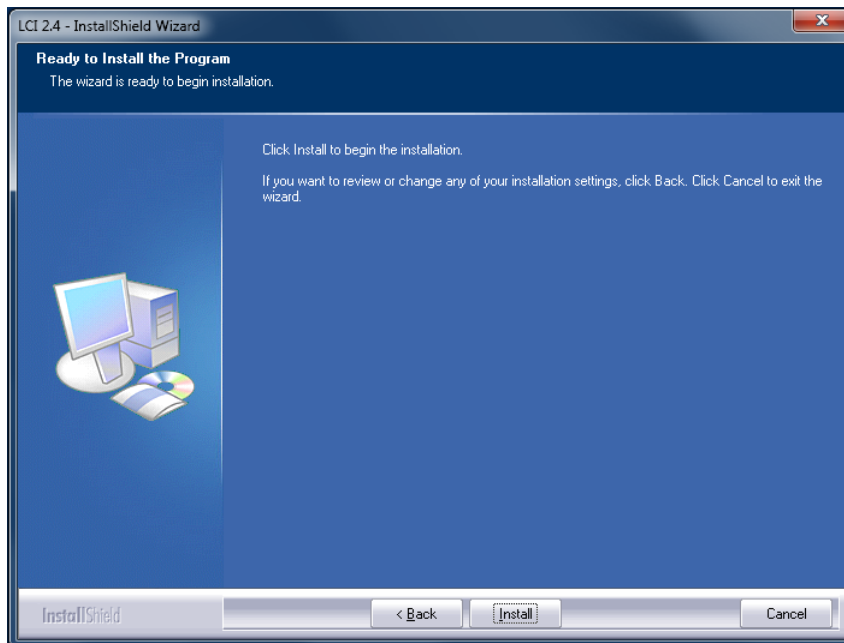 LCI 2.4 - InstallShield Wizard
Ready to Install the Program
The wizard is ready to begin installation.
Click Install to begin the installation.
If you want to review or change any of your installation settings, click Back. Click Cancel to exit the
wizard.
InstallShield
< Back
Install
Cancel